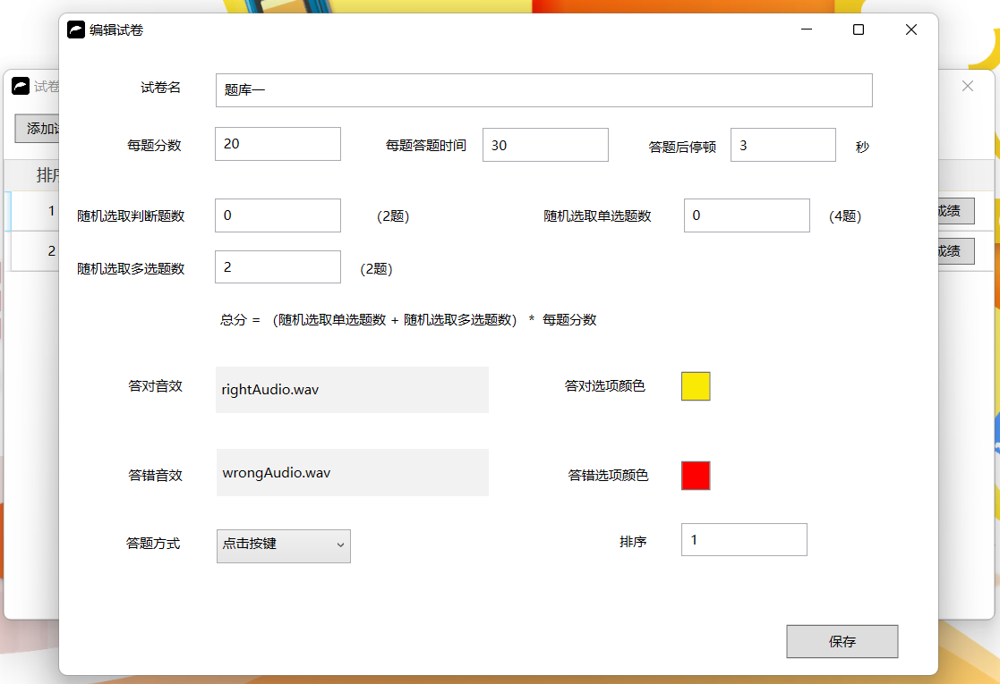 编辑试卷
试卷
添加
排序
1
2
成绩
成绩
试卷名 题库一
每题分数 20 每题答题时间 30 答题后停顿 3 秒
随机选取判断题数 0 (2题) 随机选取单选题数 0 (4题)
随机选取多选题数 2 (2题)
总分 = （随机选取单选题数 + 随机选取多选题数） * 每题分数
答对音效 rightAudio.wav 答对选项颜色
答错音效 wrongAudio.wav 答错选项颜色
答题方式 点击按键 排序 1
保存